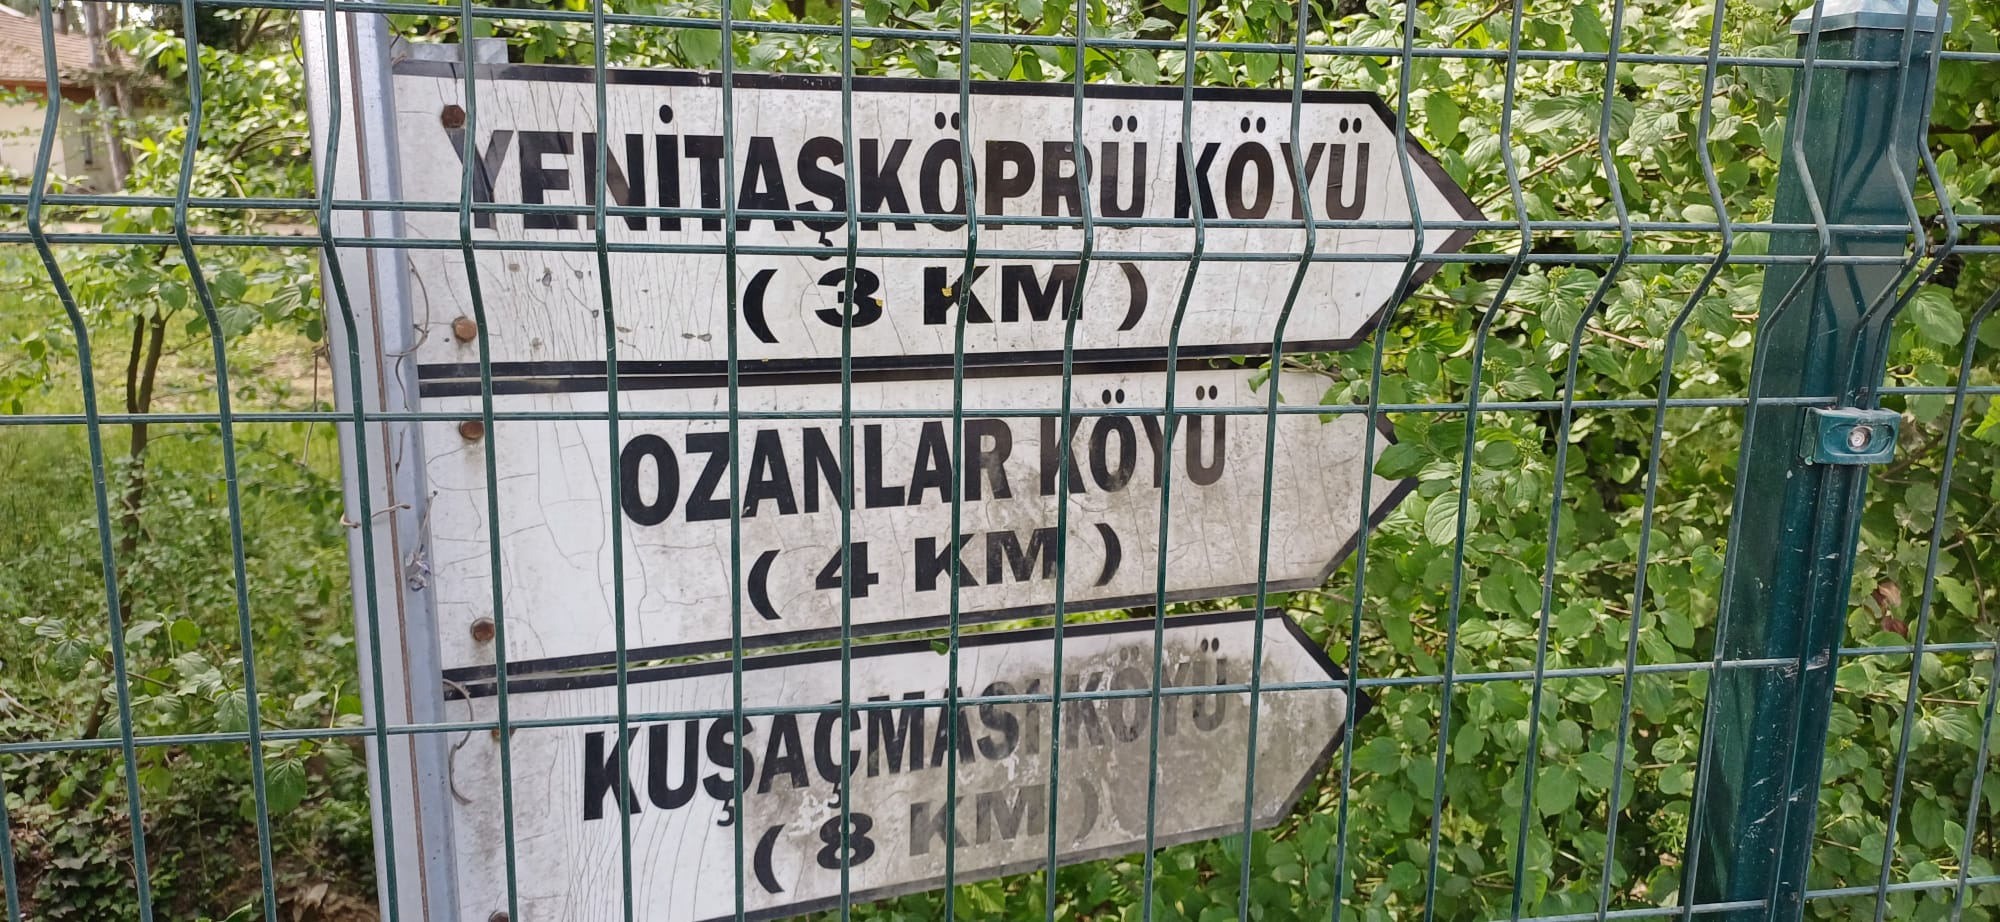 YENİTAŞKÖPRÜ KÖYÜ
( 3 KM )
OZANLAR KÖYÜ
( 4 KM )
KUŞAÇMASI KÖYÜ
( 8 KM )